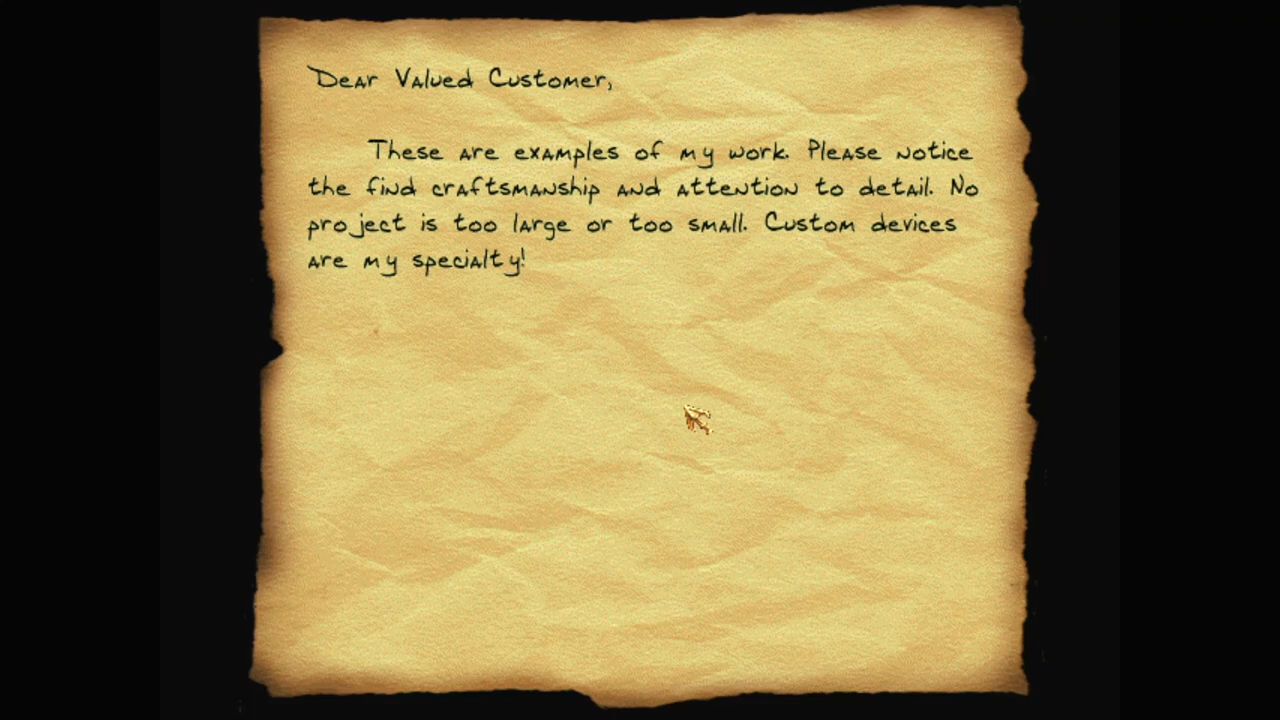 Dear Valued Customer,
These are examples of my work. Please notice
the find craftsmanship and attention to detail. No
project is too large or too small. Custom devices
are my specialty!